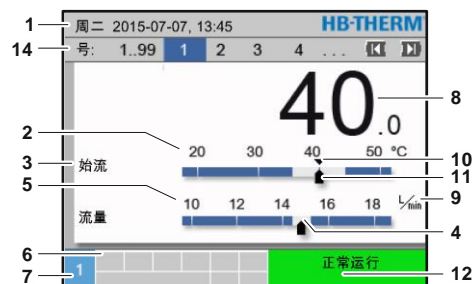 1 周二 2015-07-07, 13:45 HB-THERM
14 号: 1..99 1 2 3 4 ...
40.0 8
2 20 30 40 50 °C 10
3 始流 11
5 10 12 14 16 18 L/min 9
流量 4
6 正常运行
7 1 12